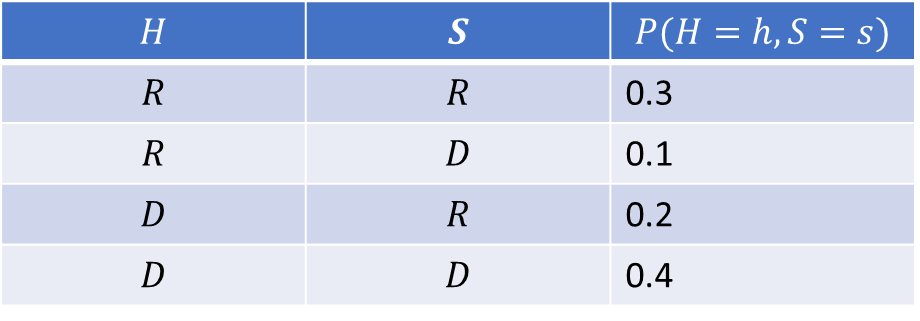 H S P(H = h, S = s)
R R 0.3
R D 0.1
D R 0.2
D D 0.4